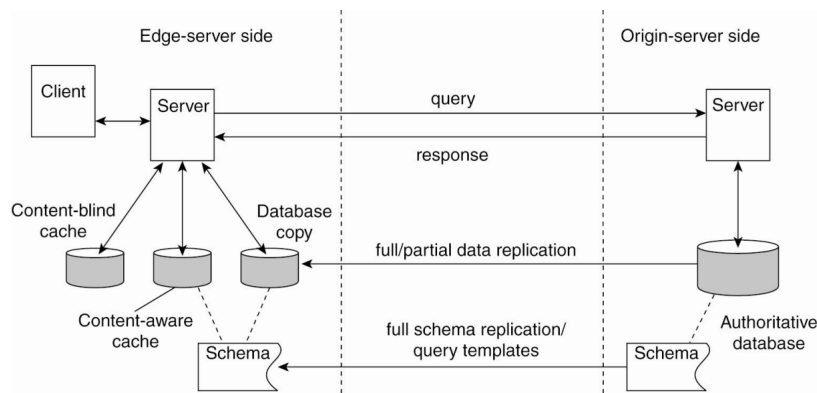 Edge-server side
Origin-server side
Client
Server
query
Server
response
Content-blind
cache
Database
copy
full/partial data replication
Content-aware
cache
Authoritative
database
full schema replication/
query templates
Schema
Schema